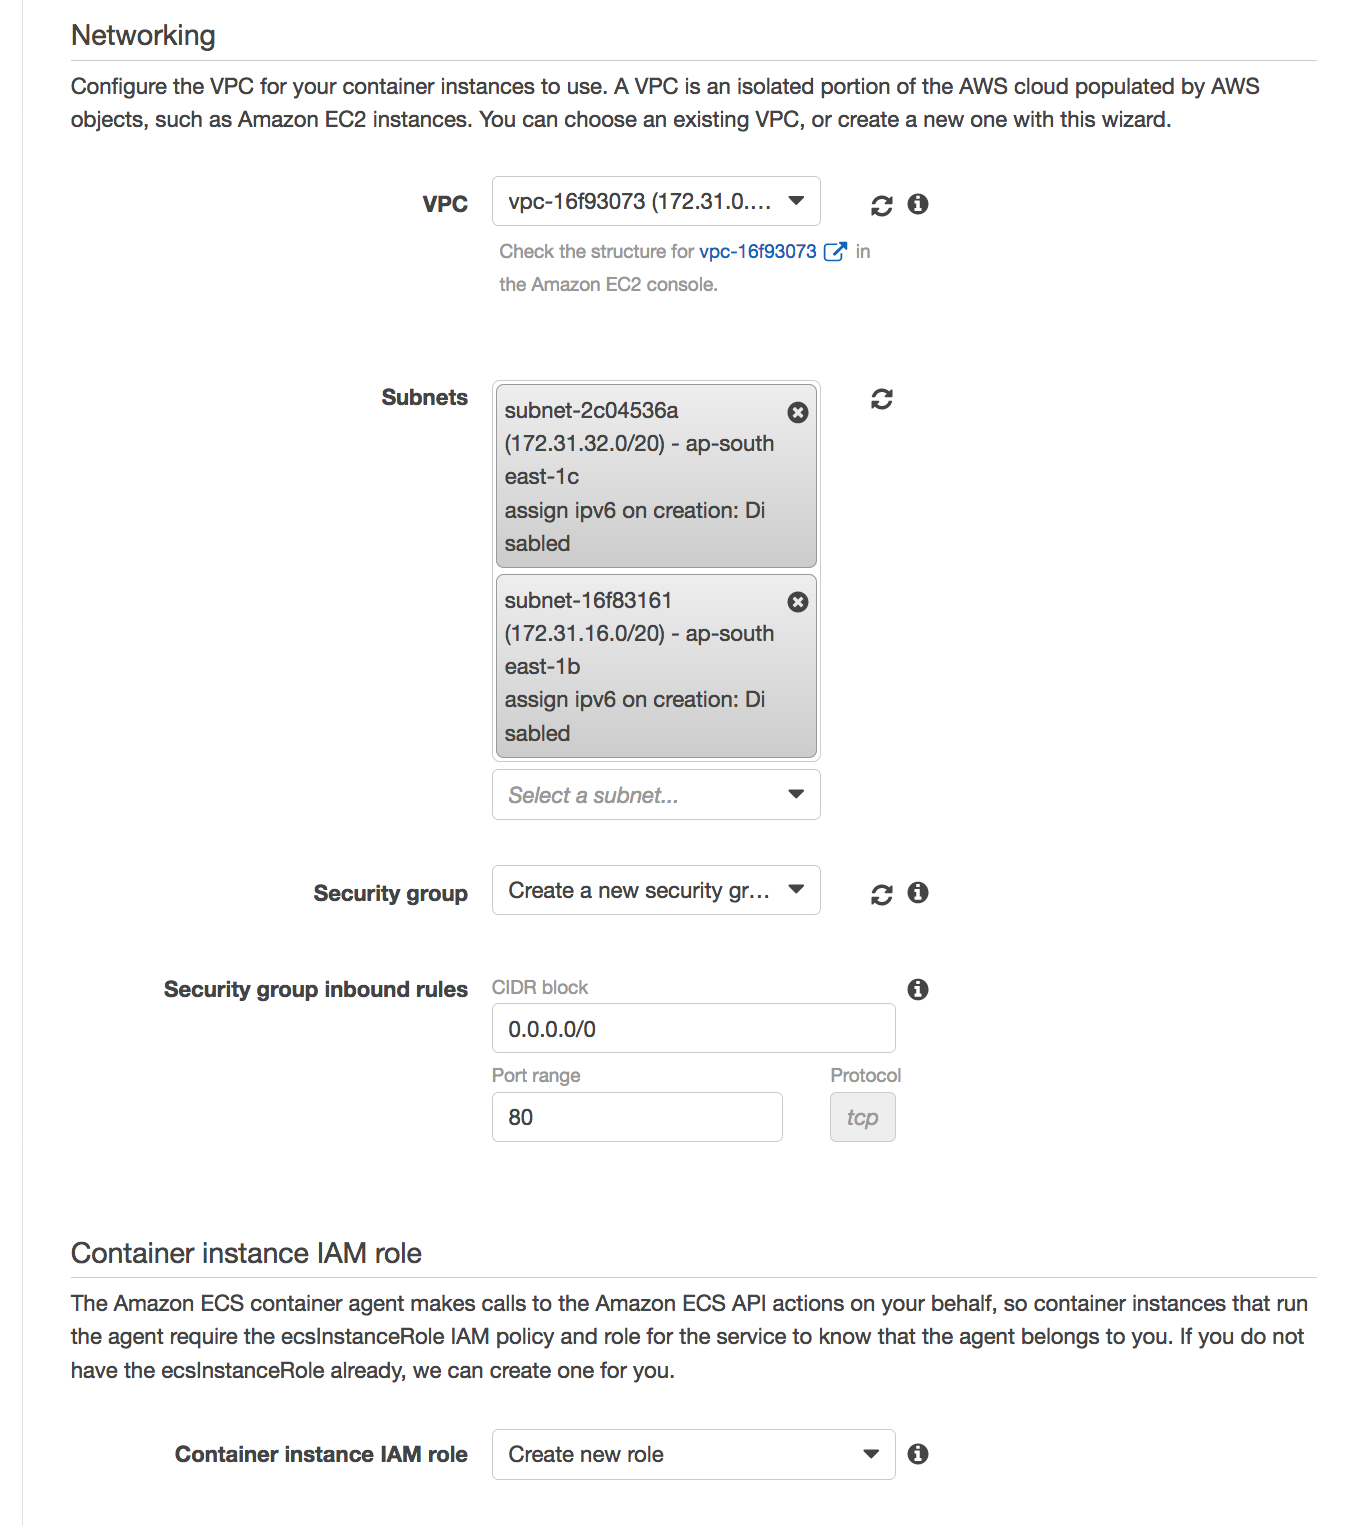 Networking
Configure the VPC for your container instances to use. A VPC is an isolated portion of the AWS cloud populated by AWS
objects, such as Amazon EC2 instances. You can choose an existing VPC, or create a new one with this wizard.
VPC
vpc-16f93073 (172.31.0....
Check the structure for vpc-16f93073 in
the Amazon EC2 console.
Subnets
subnet-2c04536a
(172.31.32.0/20) - ap-south
east-1c
assign ipv6 on creation: Di
sabled
subnet-16f83161
(172.31.16.0/20) - ap-south
east-1b
assign ipv6 on creation: Di
sabled
Select a subnet...
Security group
Create a new security gr...
Security group inbound rules
CIDR block
0.0.0.0/0
Port range
Protocol
80
tcp
Container instance IAM role
The Amazon ECS container agent makes calls to the Amazon ECS API actions on your behalf, so container instances that run
the agent require the ecsInstanceRole IAM policy and role for the service to know that the agent belongs to you. If you do not
have the ecsInstanceRole already, we can create one for you.
Container instance IAM role
Create new role